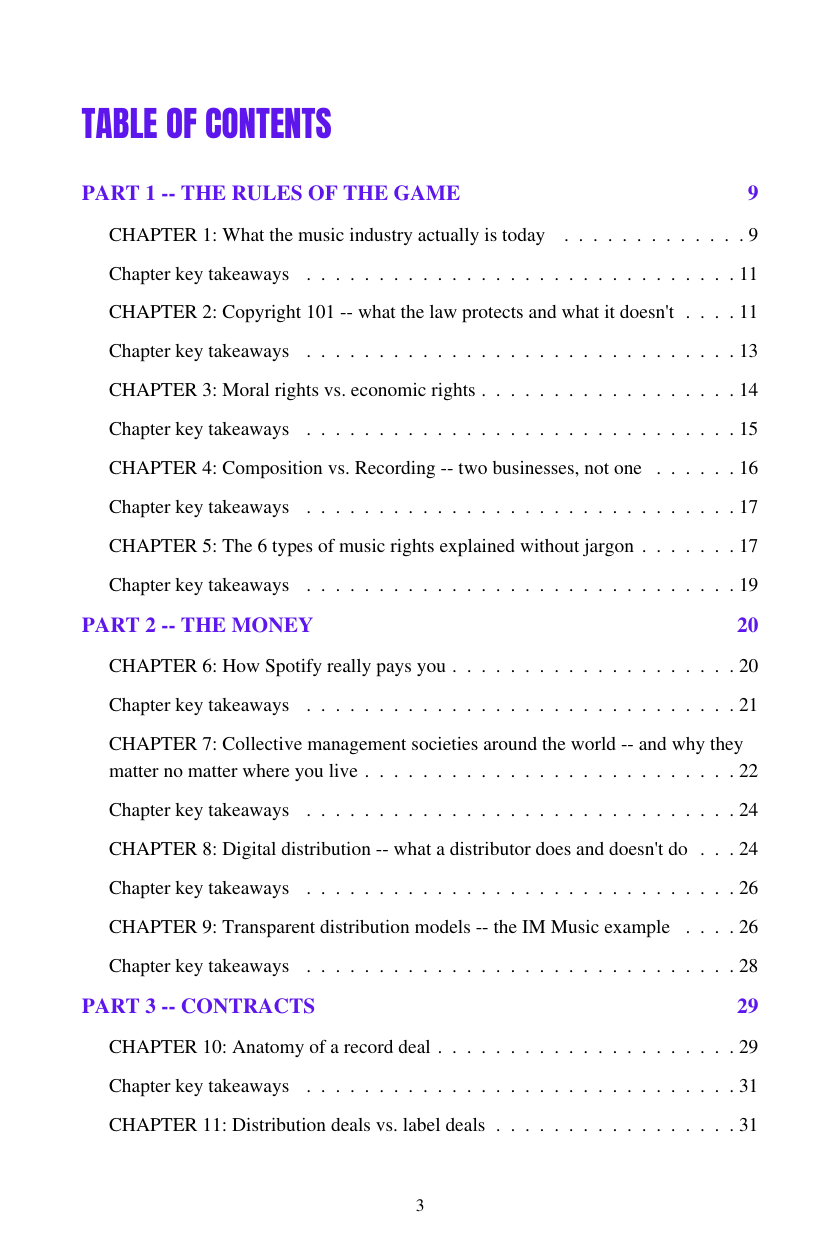 TABLE OF CONTENTS
PART 1 -- THE RULES OF THE GAME 9
CHAPTER 1: What the music industry actually is today . . . . . . . . . . . . . 9
Chapter key takeaways . . . . . . . . . . . . . . . . . . . . . . . . . . . . . . 11
CHAPTER 2: Copyright 101 -- what the law protects and what it doesn't . . . . 11
Chapter key takeaways . . . . . . . . . . . . . . . . . . . . . . . . . . . . . . 13
CHAPTER 3: Moral rights vs. economic rights . . . . . . . . . . . . . . . . . . 14
Chapter key takeaways . . . . . . . . . . . . . . . . . . . . . . . . . . . . . . 15
CHAPTER 4: Composition vs. Recording -- two businesses, not one . . . . . . 16
Chapter key takeaways . . . . . . . . . . . . . . . . . . . . . . . . . . . . . . 17
CHAPTER 5: The 6 types of music rights explained without jargon . . . . . . . 17
Chapter key takeaways . . . . . . . . . . . . . . . . . . . . . . . . . . . . . . 19
PART 2 -- THE MONEY 20
CHAPTER 6: How Spotify really pays you . . . . . . . . . . . . . . . . . . . . 20
Chapter key takeaways . . . . . . . . . . . . . . . . . . . . . . . . . . . . . . 21
CHAPTER 7: Collective management societies around the world -- and why they
matter no matter where you live . . . . . . . . . . . . . . . . . . . . . . . . . . 22
Chapter key takeaways . . . . . . . . . . . . . . . . . . . . . . . . . . . . . . 24
CHAPTER 8: Digital distribution -- what a distributor does and doesn't do . . . 24
Chapter key takeaways . . . . . . . . . . . . . . . . . . . . . . . . . . . . . . 26
CHAPTER 9: Transparent distribution models -- the IM Music example . . . . 26
Chapter key takeaways . . . . . . . . . . . . . . . . . . . . . . . . . . . . . . 28
PART 3 -- CONTRACTS 29
CHAPTER 10: Anatomy of a record deal . . . . . . . . . . . . . . . . . . . . . 29
Chapter key takeaways . . . . . . . . . . . . . . . . . . . . . . . . . . . . . . 31
CHAPTER 11: Distribution deals vs. label deals . . . . . . . . . . . . . . . . . 31
3